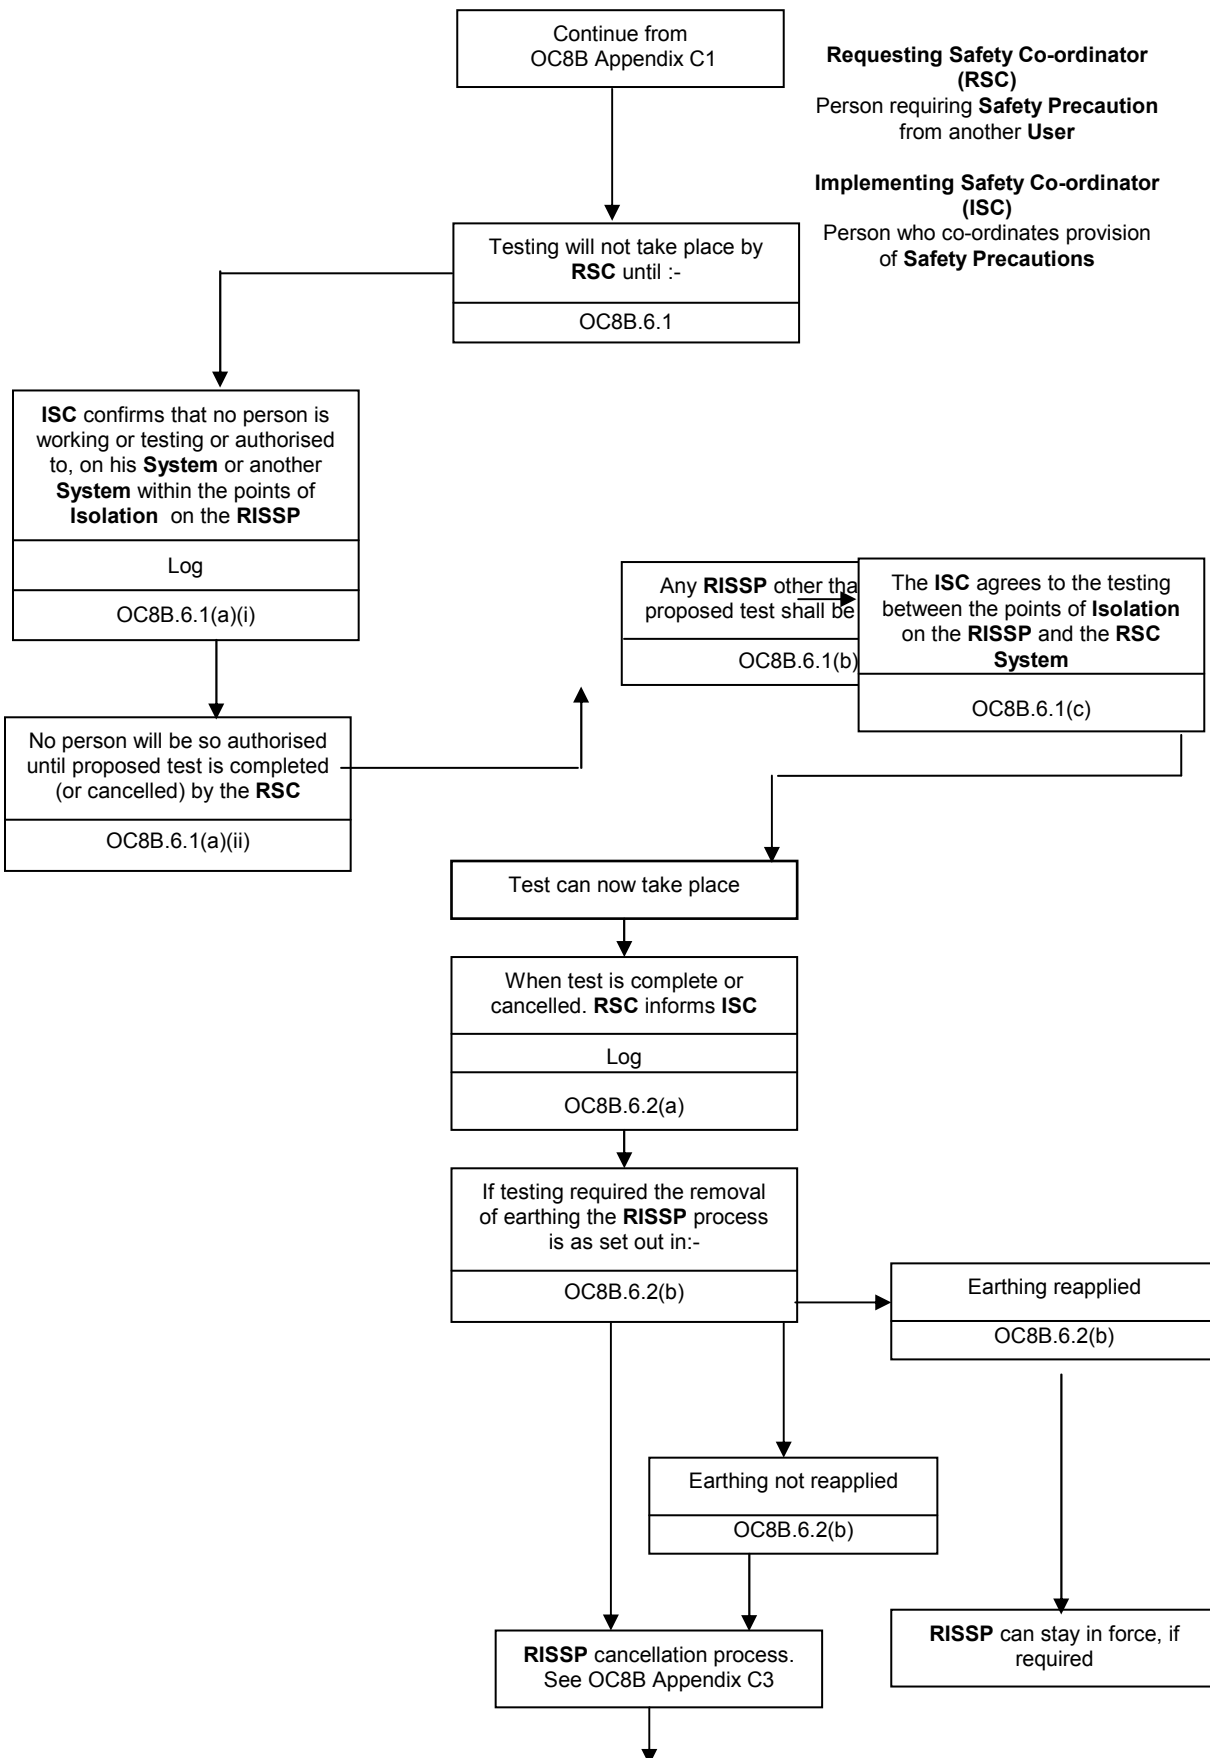 Continue from
OC8B Appendix C1
Requesting Safety Co-ordinator
(RSC)
Person requiring Safety Precaution
from another User
Implementing Safety Co-ordinator
(ISC)
Person who co-ordinates provision
of Safety Precautions
Testing will not take place by
RSC until :-
OC8B.6.1
ISC confirms that no person is
working or testing or authorised
to, on his System or another
System within the points of
Isolation on the RISSP
Log
OC8B.6.1(a)(i)
No person will be so authorised
until proposed test is completed
(or cancelled) by the RSC
OC8B.6.1(a)(ii)
Any RISSP other
proposed test shall be
OC8B.6.1(b)
The ISC agrees to the testing
between the points of Isolation
on the RISSP and the RSC
System
OC8B.6.1(c)
Test can now take place
When test is complete or
cancelled. RSC informs ISC
Log
OC8B.6.2(a)
If testing required the removal
of earthing the RISSP process
is as set out in:-
OC8B.6.2(b)
Earthing reapplied
OC8B.6.2(b)
Earthing not reapplied
OC8B.6.2(b)
RISSP cancellation process.
See OC8B Appendix C3
RISSP can stay in force, if
required